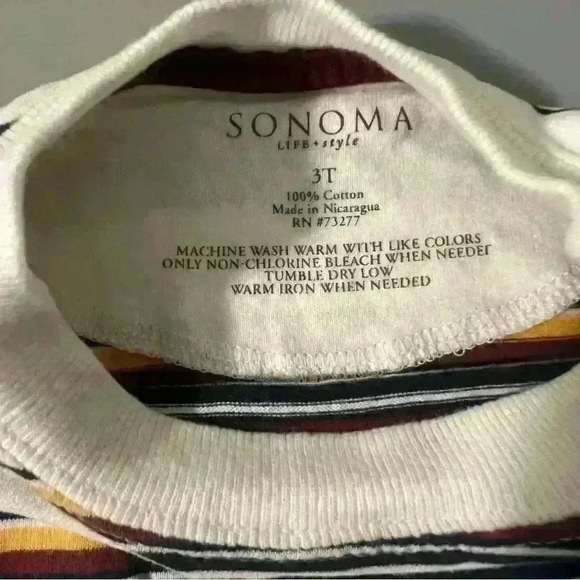 SONOMA
LIFE + style
3T
100% Cotton
Made in Nicaragua
RN #73277
MACHINE WASH WARM WITH LIKE COLORS
ONLY NON-CHLORINE BLEACH WHEN NEEDED
TUMBLE DRY LOW
WARM IRON WHEN NEEDED